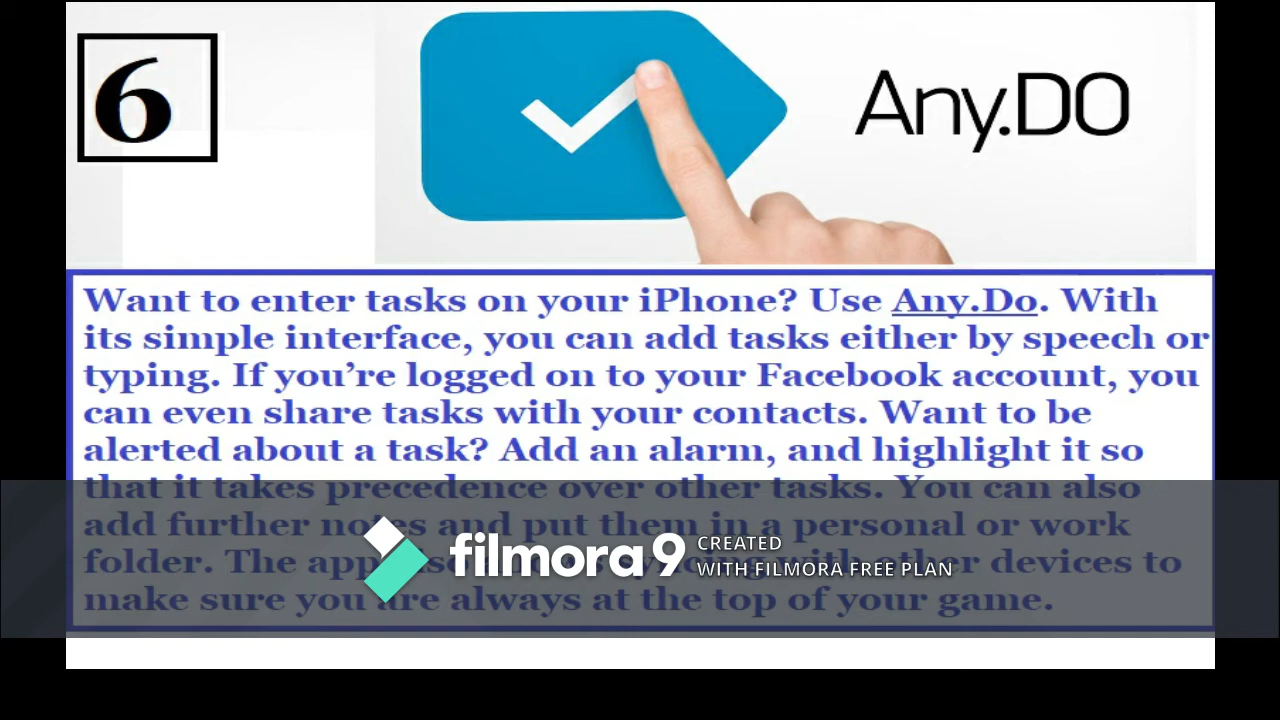 6
Any.DO
Want to enter tasks on your iPhone? Use Any.Do. With
its simple interface, you can add tasks either by speech or
typing. If you’re logged on to your Facebook account, you
can even share tasks with your contacts. Want to be
alerted about a task? Add an alarm, and highlight it so
that it takes precedence over other tasks. You can also
add further notes and put them in a personal or work
folder. The app with other devices to
make sure you are always at the top of your game.
filmora9
CREATED
WITH FILMORA FREE PLAN